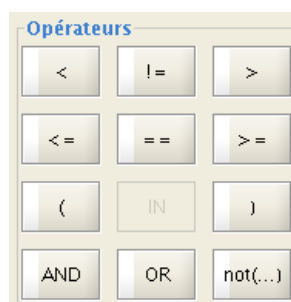 Opérateurs
< != >
<= == >=
( IN )
AND OR not(...)